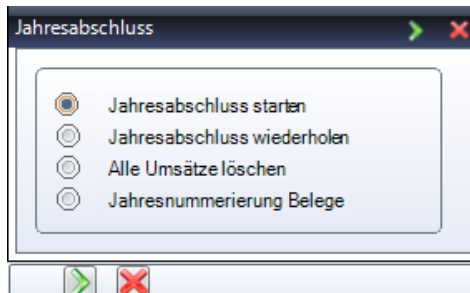 Jahresabschluss
Jahresabschluss starten
Jahresabschluss wiederholen
Alle Umsätze löschen
Jahresnummerierung Belege